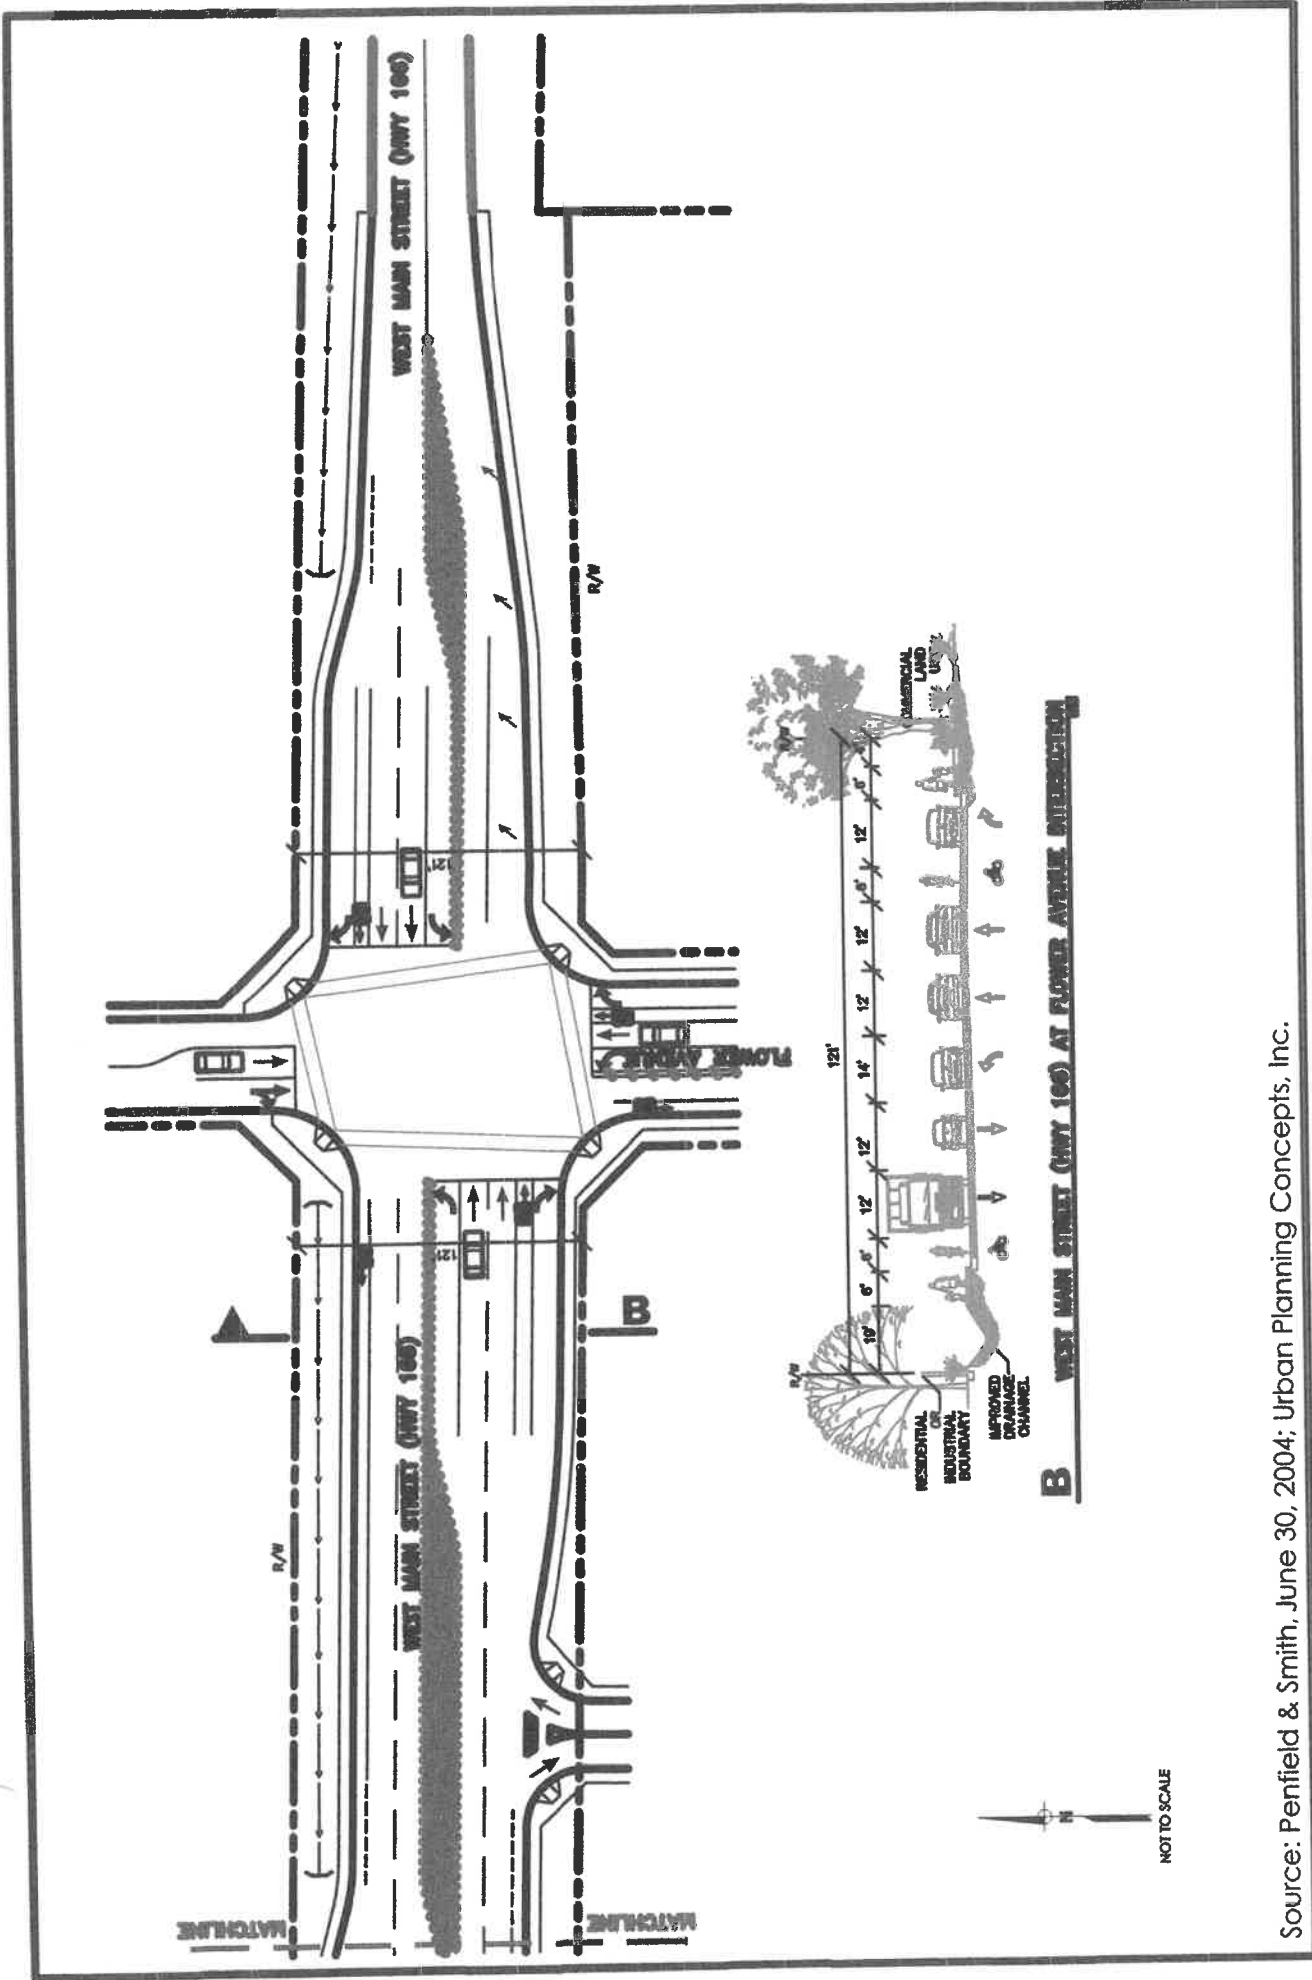 MATCHLINE
MATCHLINE
R/W
WEST MAIN STREET (HWY 166)
121'
B
FLOWER AVENUE
121'
R/W
WEST MAIN STREET (HWY 166)
R/W
121'
10'
6'
6'
12'
12'
14'
12'
12'
6'
12'
6'
R/W
RESIDENTIAL
OR
INDUSTRIAL
BOUNDARY
IMPROVED
DRAINAGE
CHANNEL
COMMERCIAL
LAND
B WEST MAIN STREET (HWY 166) AT FLOWER AVENUE INTERSECTION
N
NOT TO SCALE
Source: Penfield & Smith, June 30, 2004; Urban Planning Concepts, Inc.